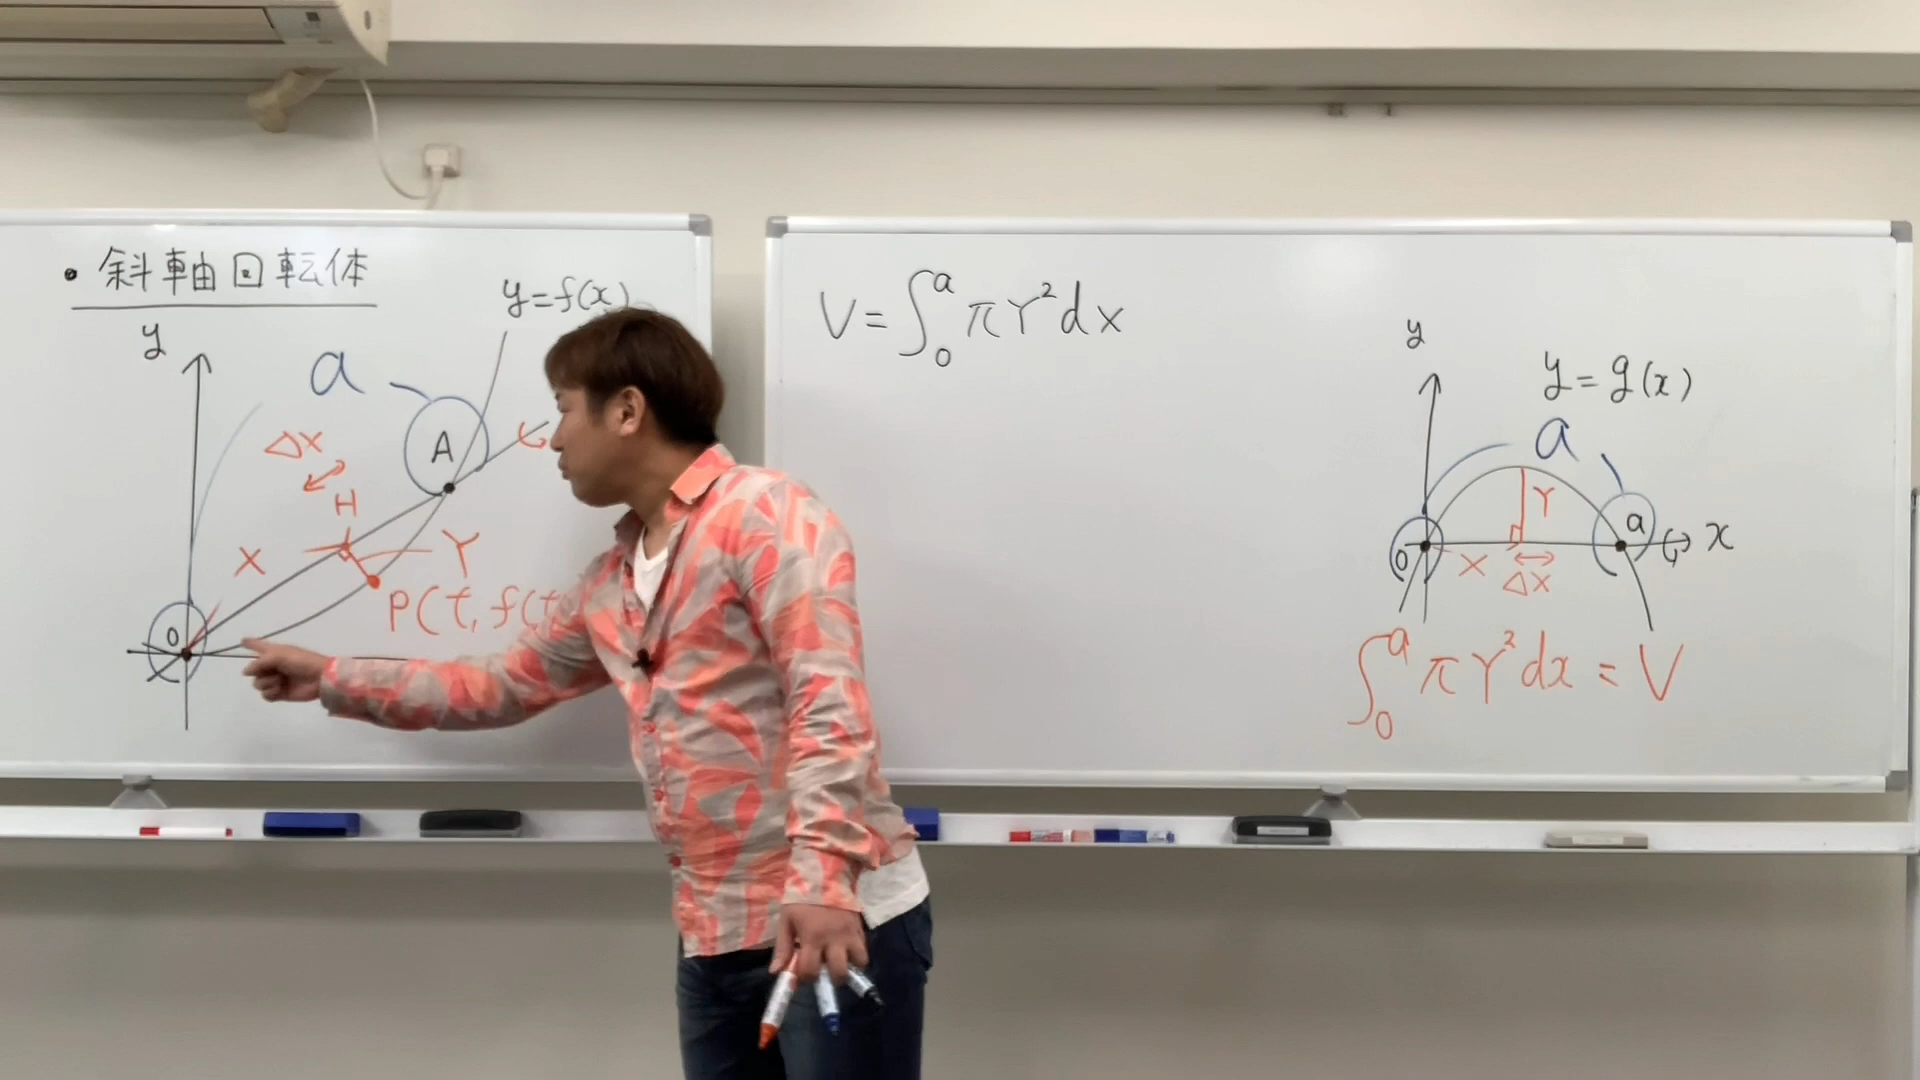 ・斜軸回転体
y=f(x)
y
a
A
ΔX
H
X
Y
P(t, f(t
O
V=∫₀ᵃ πY²dX
y
y=g(x)
a
Y
a
O
X
ΔX
x
∫₀ᵃ πY²dx = V